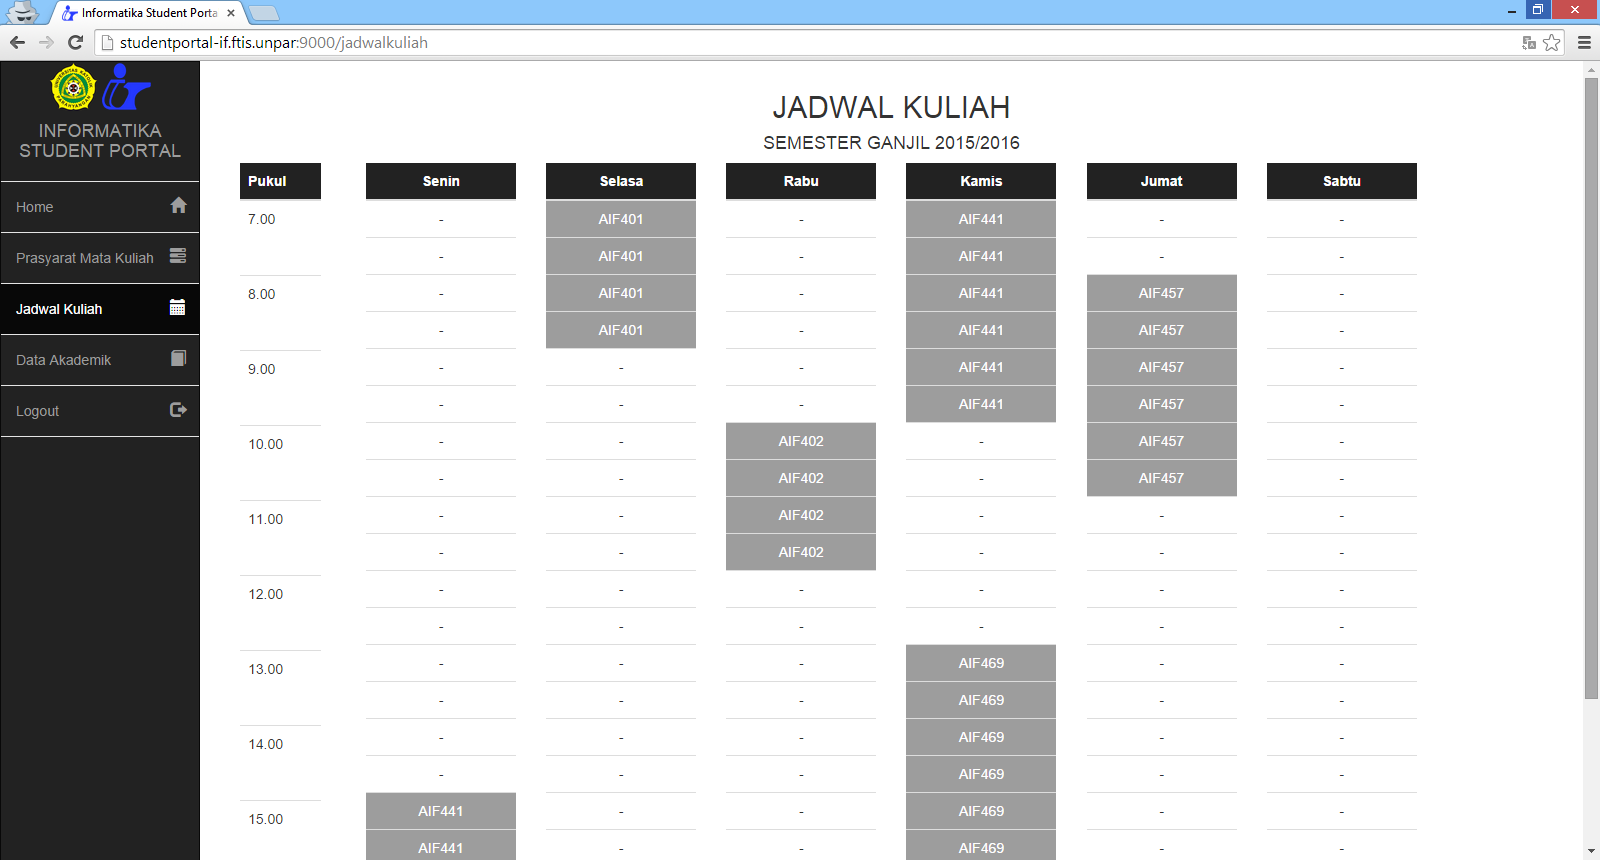 Informatika Student Porta
studentportal-if.ftis.unpar:9000/jadwalkuliah
INFORMATIKA
STUDENT PORTAL
Home
Prasyarat Mata Kuliah
Jadwal Kuliah
Data Akademik
Logout
JADWAL KULIAH
SEMESTER GANJIL 2015/2016
Pukul Senin Selasa Rabu Kamis Jumat Sabtu
7.00 - AIF401 - AIF441 - -
- AIF401 - AIF441 - -
8.00 - AIF401 - AIF441 AIF457 -
- AIF401 - AIF441 AIF457 -
9.00 - - - AIF441 AIF457 -
- - - AIF441 AIF457 -
10.00 - - AIF402 - AIF457 -
- - AIF402 - AIF457 -
11.00 - - AIF402 - - -
- - AIF402 - - -
12.00 - - - - - -
- - - - - -
13.00 - - - AIF469 - -
- - - AIF469 - -
14.00 - - - AIF469 - -
- - - AIF469 - -
15.00 AIF441 - - AIF469 - -
AIF441 - - AIF469 - -